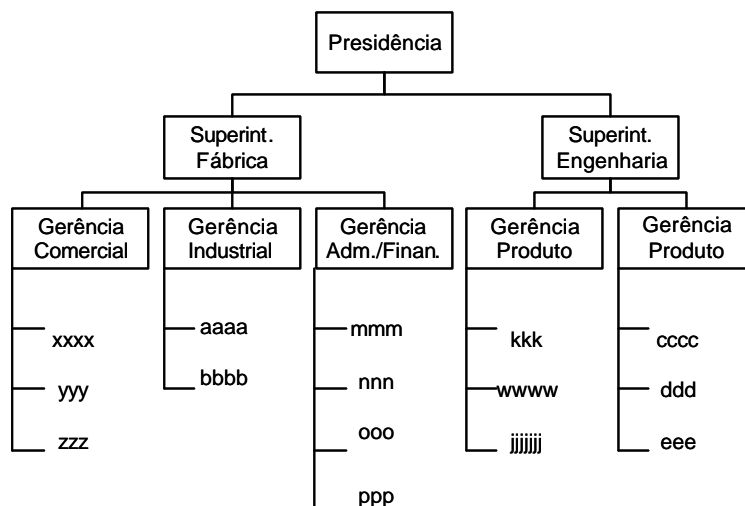 Presidência
Superint.
Fábrica
Superint.
Engenharia
Gerência
Comercial
Gerência
Industrial
Gerência
Adm./Finan.
Gerência
Produto
Gerência
Produto
xxxx
yyy
zzz
aaaa
bbbb
mmm
nnn
ooo
ppp
kkk
wwww
jjjjjjj
cccc
ddd
eee